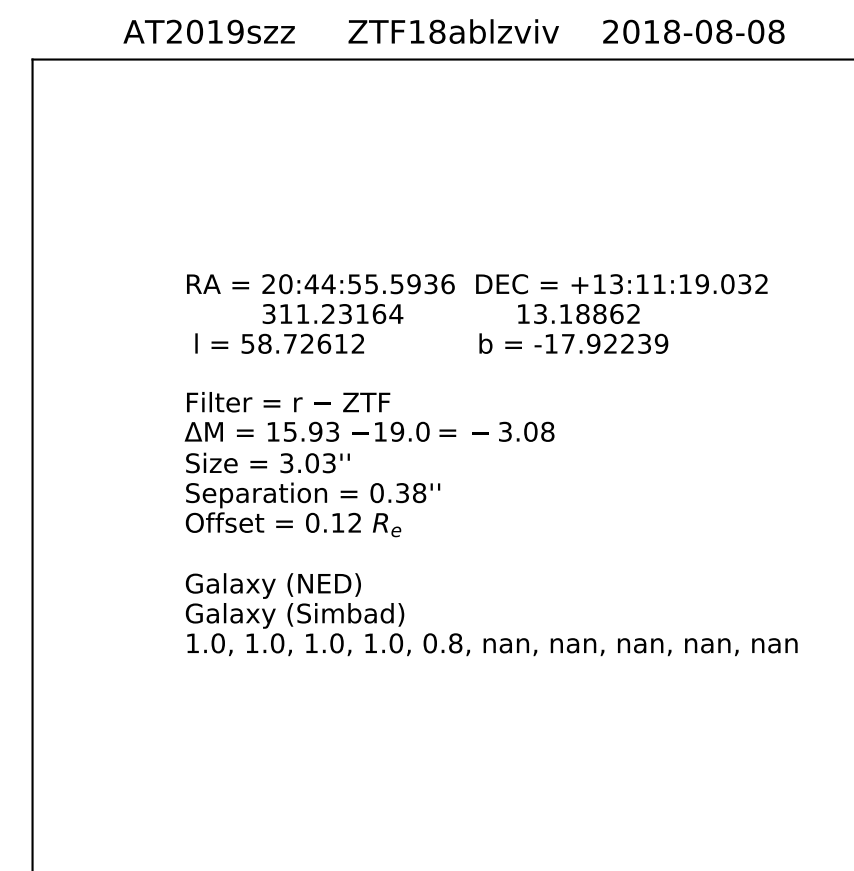 AT2019szz ZTF18ablzviv 2018-08-08
RA = 20:44:55.5936 DEC = +13:11:19.032
311.23164 13.18862
l = 58.72612 b = -17.92239
Filter = r − ZTF
ΔM = 15.93 −19.0 = − 3.08
Size = 3.03''
Separation = 0.38''
Offset = 0.12 Re
Galaxy (NED)
Galaxy (Simbad)
1.0, 1.0, 1.0, 1.0, 0.8, nan, nan, nan, nan, nan